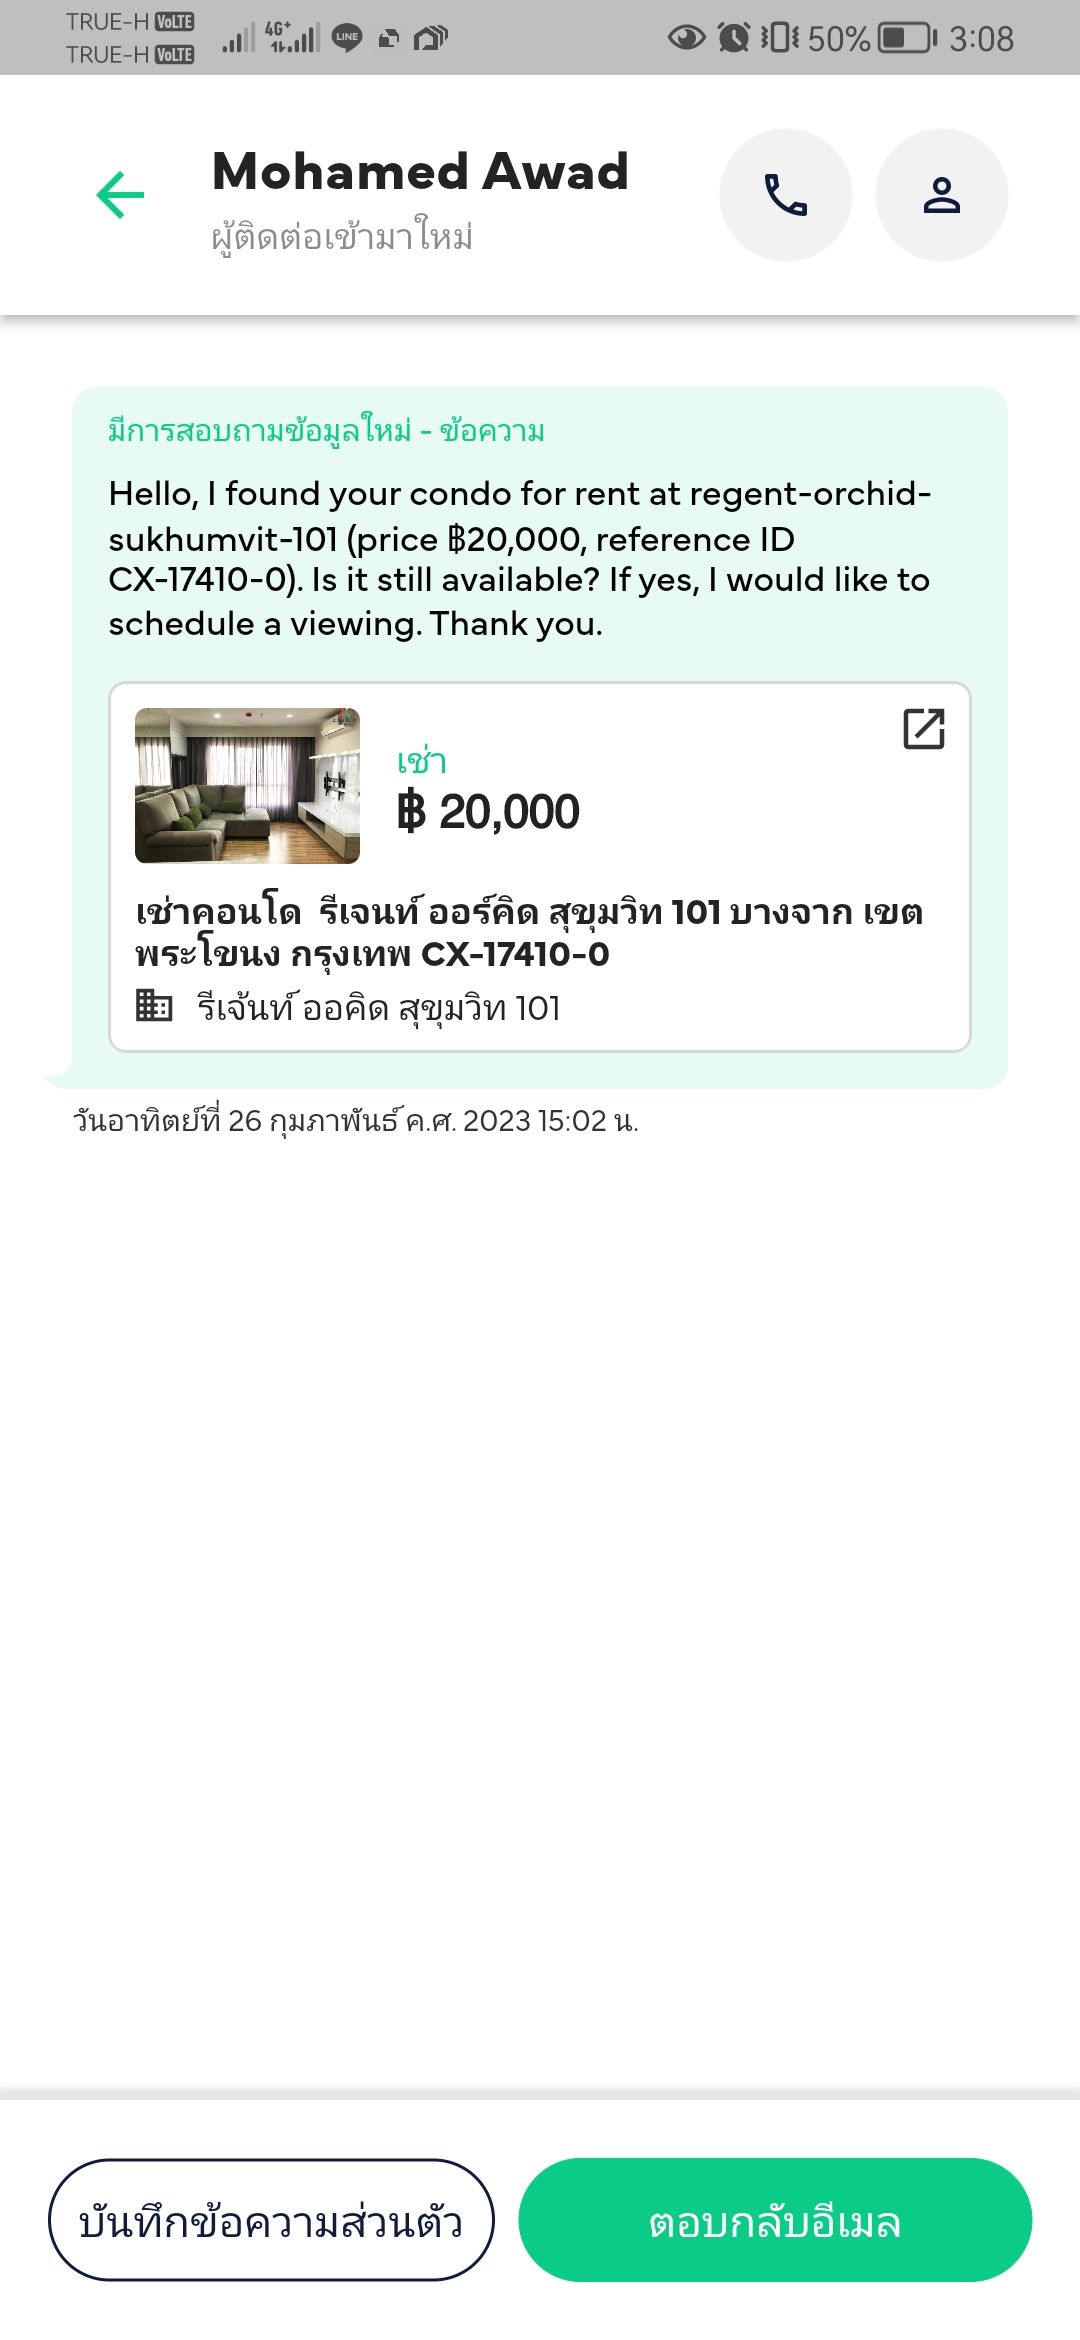 TRUE-H VoLTE
TRUE-H VoLTE
4G+
LINE
50%
3:08
Mohamed Awad
ผู้ติดต่อเข้ามาใหม่
มีการสอบถามข้อมูลใหม่ - ข้อความ
Hello, I found your condo for rent at regent-orchid-
sukhumvit-101 (price ฿20,000, reference ID
CX-17410-0). Is it still available? If yes, I would like to
schedule a viewing. Thank you.
เช่า
฿ 20,000
เช่าคอนโด  รีเจนท์ ออร์คิด สุขุมวิท 101 บางจาก เขต
พระโขนง กรุงเทพ CX-17410-0
รีเจ้นท์ ออคิด สุขุมวิท 101
วันอาทิตย์ที่ 26 กุมภาพันธ์ ค.ศ. 2023 15:02 น.
บันทึกข้อความส่วนตัว
ตอบกลับอีเมล